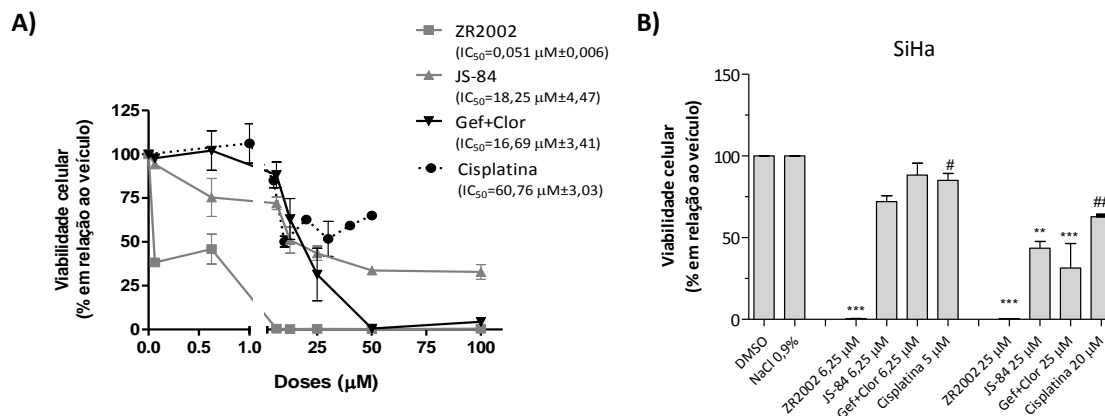 A)
ZR2002
(IC50=0,051 µM±0,006)
JS-84
(IC50=18,25 µM±4,47)
Gef+Clor
(IC50=16,69 µM±3,41)
Cisplatina
(IC50=60,76 µM±3,03)
Viabilidade celular
(% em relação ao veículo)
125
100
75
50
25
0
0.0 0.5 1.0 25 50 75 100
Doses (µM)
B)
SiHa
Viabilidade celular
(% em relação ao veículo)
150
100
50
0
*** # *** ** *** ##
DMSO
NaCl 0,9%
ZR2002 6,25 µM
JS-84 6,25 µM
Gef+Clor 6,25 µM
Cisplatina 5 µM
ZR2002 25 µM
JS-84 25 µM
Gef+Clor 25 µM
Cisplatina 20 µM